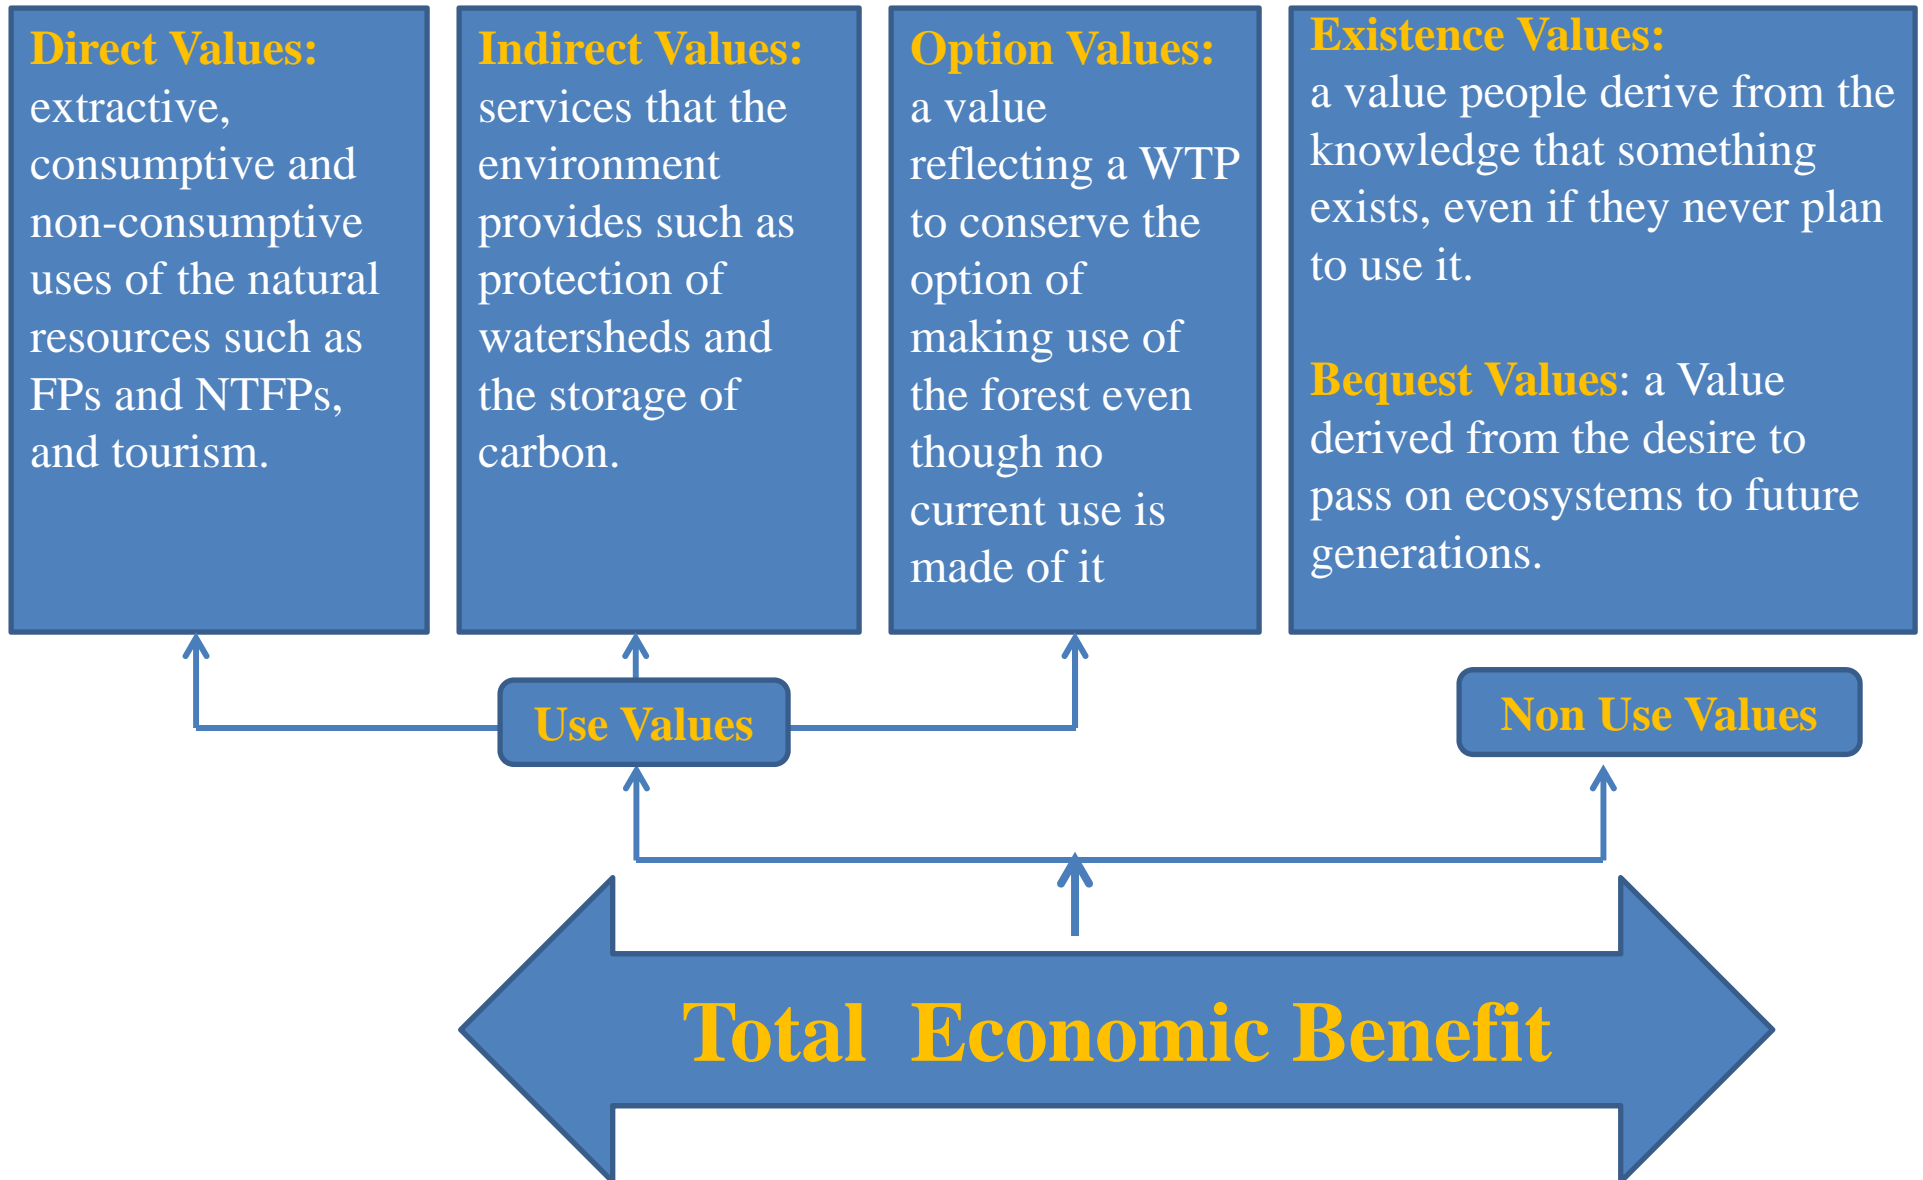 Direct Values:
extractive,
consumptive and
non-consumptive
uses of the natural
resources such as
FPs and NTFPs,
and tourism.
Indirect Values:
services that the
environment
provides such as
protection of
watersheds and
the storage of
carbon.
Option Values:
a value
reflecting a WTP
to conserve the
option of
making use of
the forest even
though no
current use is
made of it
Existence Values:
a value people derive from the
knowledge that something
exists, even if they never plan
to use it.
Bequest Values: a Value
derived from the desire to
pass on ecosystems to future
generations.
Use Values
Non Use Values
Total Economic Benefit